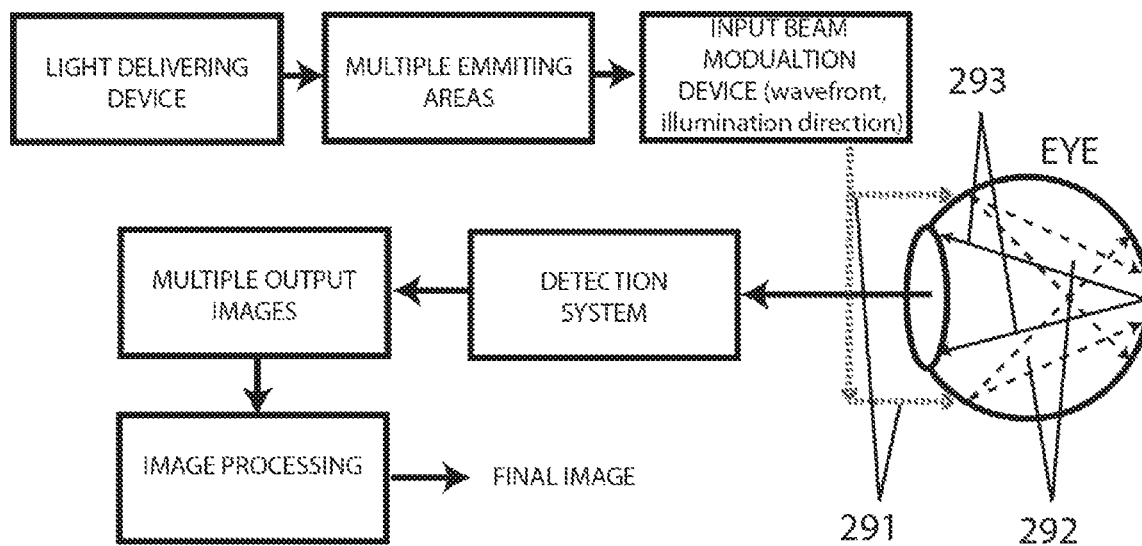 LIGHT DELIVERING
DEVICE
MULTIPLE EMMITING
AREAS
INPUT BEAM
MODUALTION
DEVICE (wavefront,
illumination direction)
293
EYE
MULTIPLE OUTPUT
IMAGES
DETECTION
SYSTEM
IMAGE PROCESSING
FINAL IMAGE
291
292